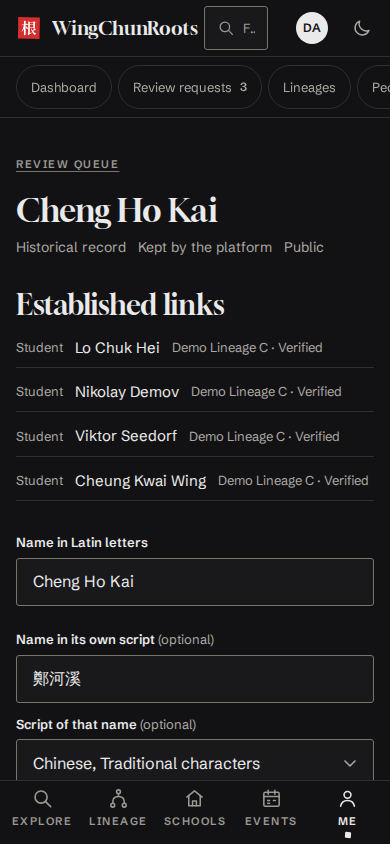 根 WingChunRoots F.. DA
Dashboard Review requests 3 Lineages
REVIEW QUEUE
Cheng Ho Kai
Historical record Kept by the platform Public
Established links
Student Lo Chuk Hei Demo Lineage C · Verified
Student Nikolay Demov Demo Lineage C · Verified
Student Viktor Seedorf Demo Lineage C · Verified
Student Cheung Kwai Wing Demo Lineage C · Verified
Name in Latin letters
Cheng Ho Kai
Name in its own script (optional)
鄭河溪
Script of that name (optional)
Chinese, Traditional characters
EXPLORE LINEAGE SCHOOLS EVENTS ME